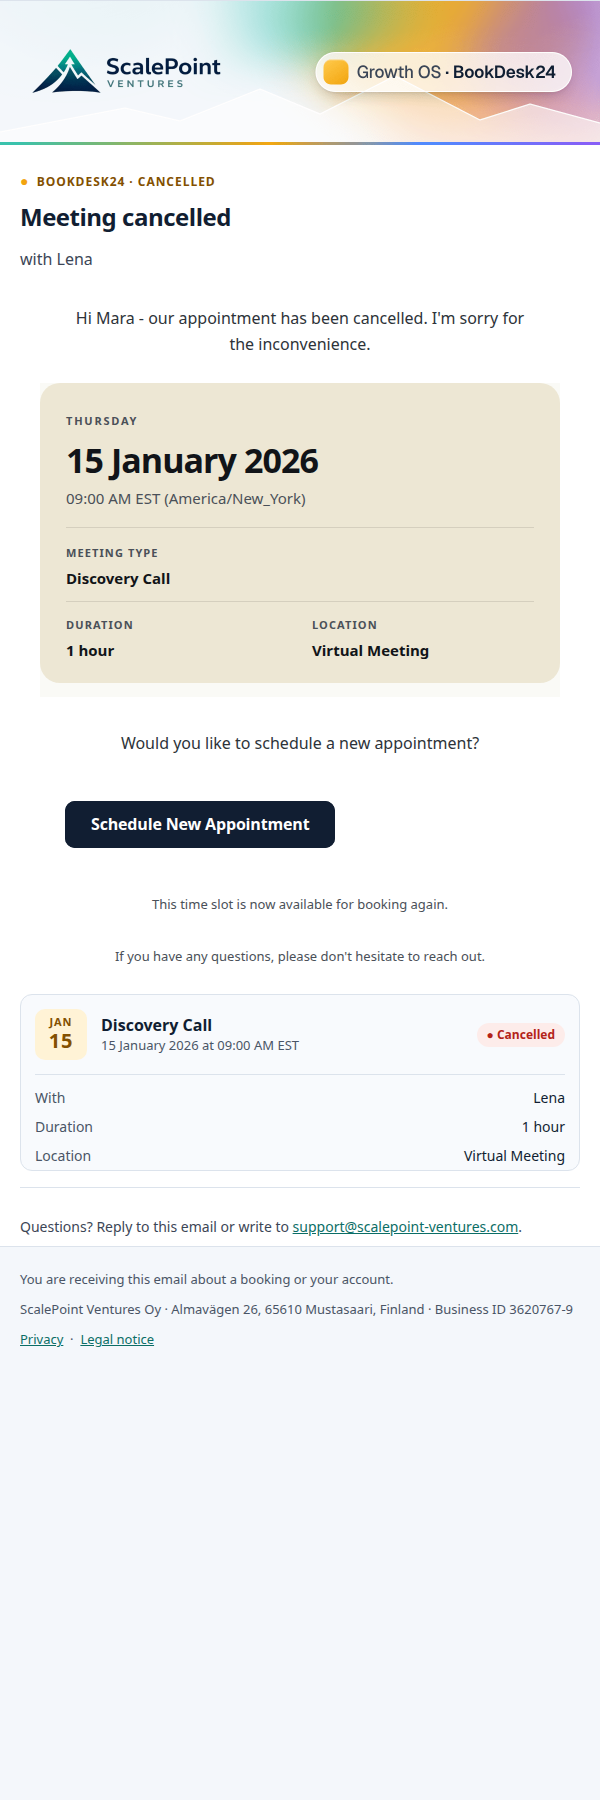 ScalePoint
VENTURES
Growth OS · BookDesk24
• BOOKDESK24 · CANCELLED
Meeting cancelled
with Lena
Hi Mara - our appointment has been cancelled. I'm sorry for
the inconvenience.
THURSDAY
15 January 2026
09:00 AM EST (America/New_York)
MEETING TYPE
Discovery Call
DURATION LOCATION
1 hour Virtual Meeting
Would you like to schedule a new appointment?
Schedule New Appointment
This time slot is now available for booking again.
If you have any questions, please don't hesitate to reach out.
JAN
15
Discovery Call
15 January 2026 at 09:00 AM EST
• Cancelled
With Lena
Duration 1 hour
Location Virtual Meeting
Questions? Reply to this email or write to support@scalepoint-ventures.com.
You are receiving this email about a booking or your account.
ScalePoint Ventures Oy · Almavägen 26, 65610 Mustasaari, Finland · Business ID 3620767-9
Privacy · Legal notice